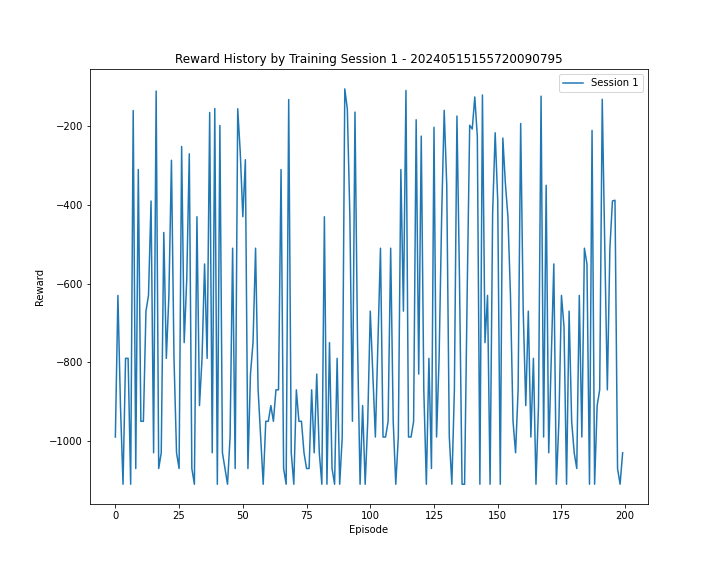 Reward History by Training Session 1 - 20240515155720090795
Session 1
−200
−400
−600
−800
−1000
Reward
0 25 50 75 100 125 150 175 200
Episode